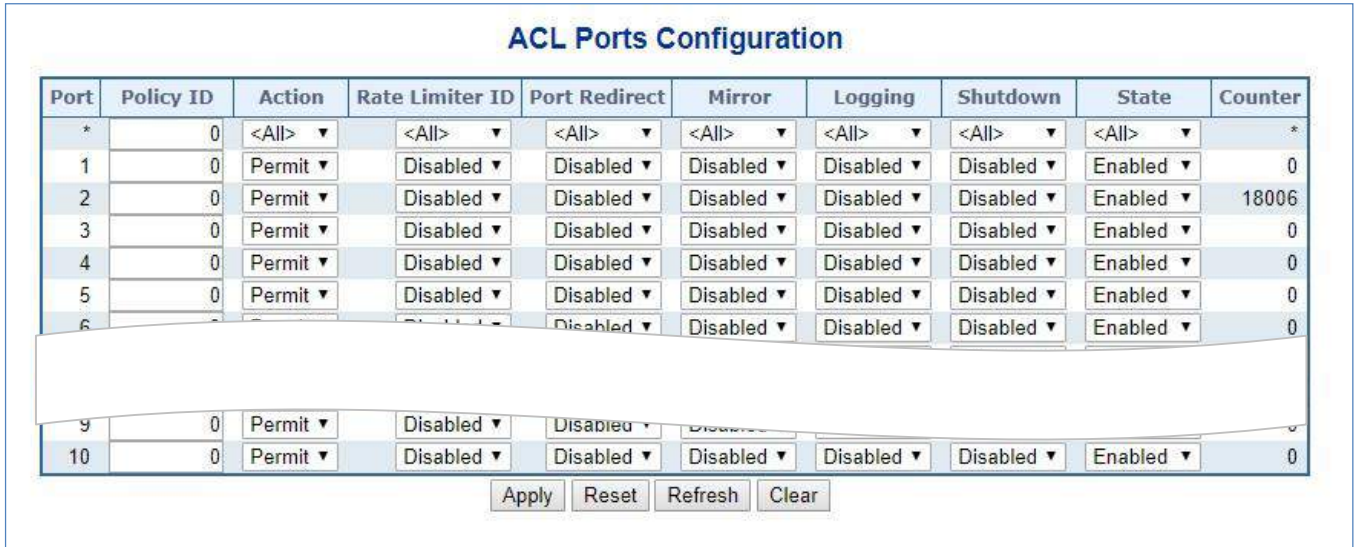 ACL Ports Configuration
Port Policy ID Action Rate Limiter ID Port Redirect Mirror Logging Shutdown State Counter
* 0 <All> <All> <All> <All> <All> <All> <All> *
1 0 Permit Disabled Disabled Disabled Disabled Disabled Enabled 0
2 0 Permit Disabled Disabled Disabled Disabled Disabled Enabled 18006
3 0 Permit Disabled Disabled Disabled Disabled Disabled Enabled 0
4 0 Permit Disabled Disabled Disabled Disabled Disabled Enabled 0
5 0 Permit Disabled Disabled Disabled Disabled Disabled Enabled 0
6 Disabled Disabled Disabled Disabled Enabled 0
9 0 Permit Disabled Disabled
10 0 Permit Disabled Disabled Disabled Disabled Disabled Enabled 0
Apply Reset Refresh Clear